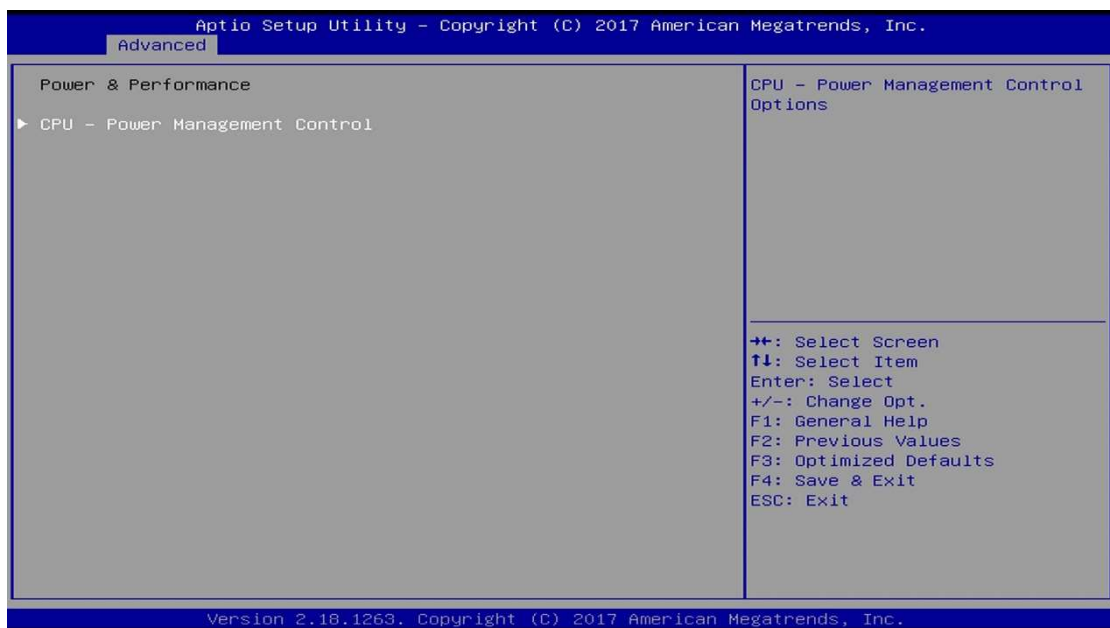 Aptio Setup Utility – Copyright (C) 2017 American Megatrends, Inc.
Advanced
Power & Performance
▶ CPU – Power Management Control
CPU – Power Management Control
Options
→←: Select Screen
↑↓: Select Item
Enter: Select
+/-: Change Opt.
F1: General Help
F2: Previous Values
F3: Optimized Defaults
F4: Save & Exit
ESC: Exit
Version 2.18.1263. Copyright (C) 2017 American Megatrends, Inc.